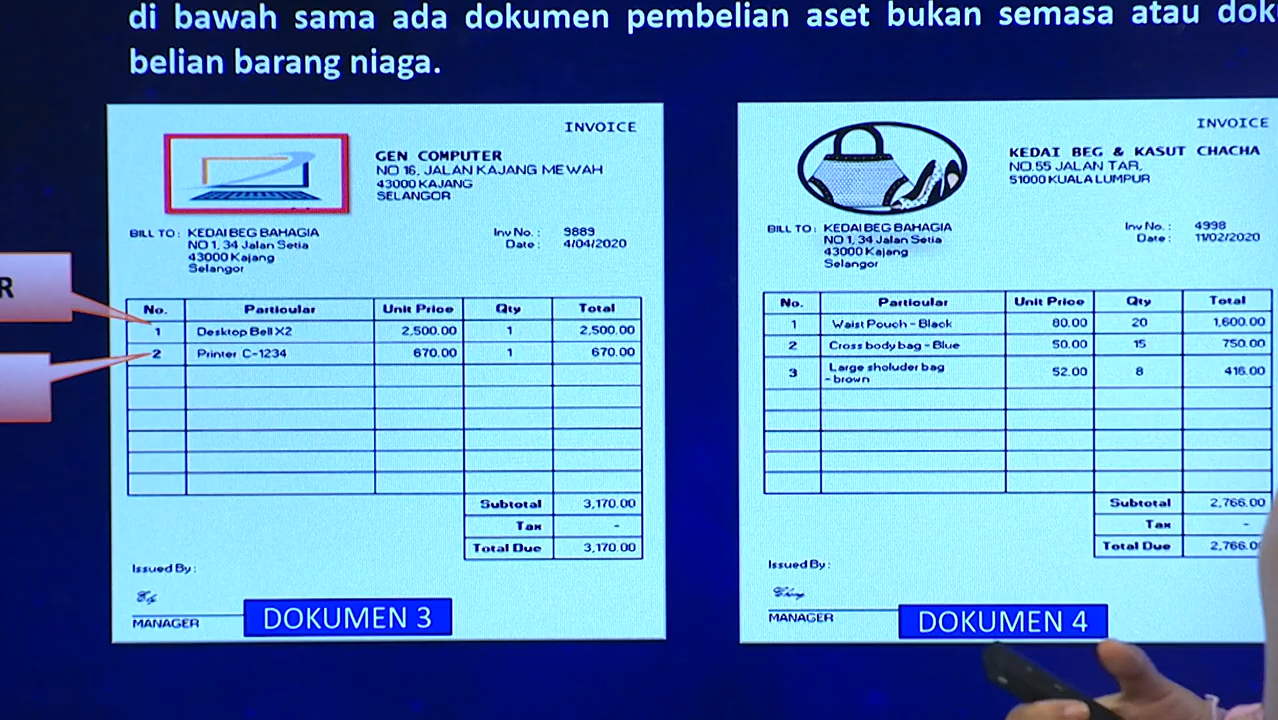 di bawah sama ada dokumen pembelian aset bukan semasa atau
belian barang niaga.
INVOICE
GEN COMPUTER
NO 16, JALAN KAJANG MEWAH
43000 KAJANG
SELANGOR
BILL TO: KEDAI BEG BAHAGIA
NO 1, 34 Jalan Setia
43000 Kajang
Selangor
Inv No. : 9889
Date : 4/04/2020
No. Particular Unit Price Qty Total
1 Desktop Bell X2 2,500.00 1 2,500.00
2 Printer C-1234 670.00 1 670.00
Subtotal 3,170.00
Tax -
Total Due 3,170.00
Issued By :
MANAGER
DOKUMEN 3
INVOICE
KEDAI BEG & KASUT CHACHA
NO.55 JALAN TAR,
51000 KUALA LUMPUR
BILL TO: KEDAI BEG BAHAGIA
NO 1, 34 Jalan Setia
43000 Kajang
Selangor
Inv No. : 4998
Date : 11/02/2020
No. Particular Unit Price Qty Total
1 Waist Pouch - Black 80.00 20 1,600.00
2 Cross body bag - Blue 50.00 15 750.00
3 Large sholuder bag
- brown 52.00 8 416.00
Subtotal 2,766.00
Tax -
Total Due 2,766.0
Issued By :
MANAGER
DOKUMEN 4
R